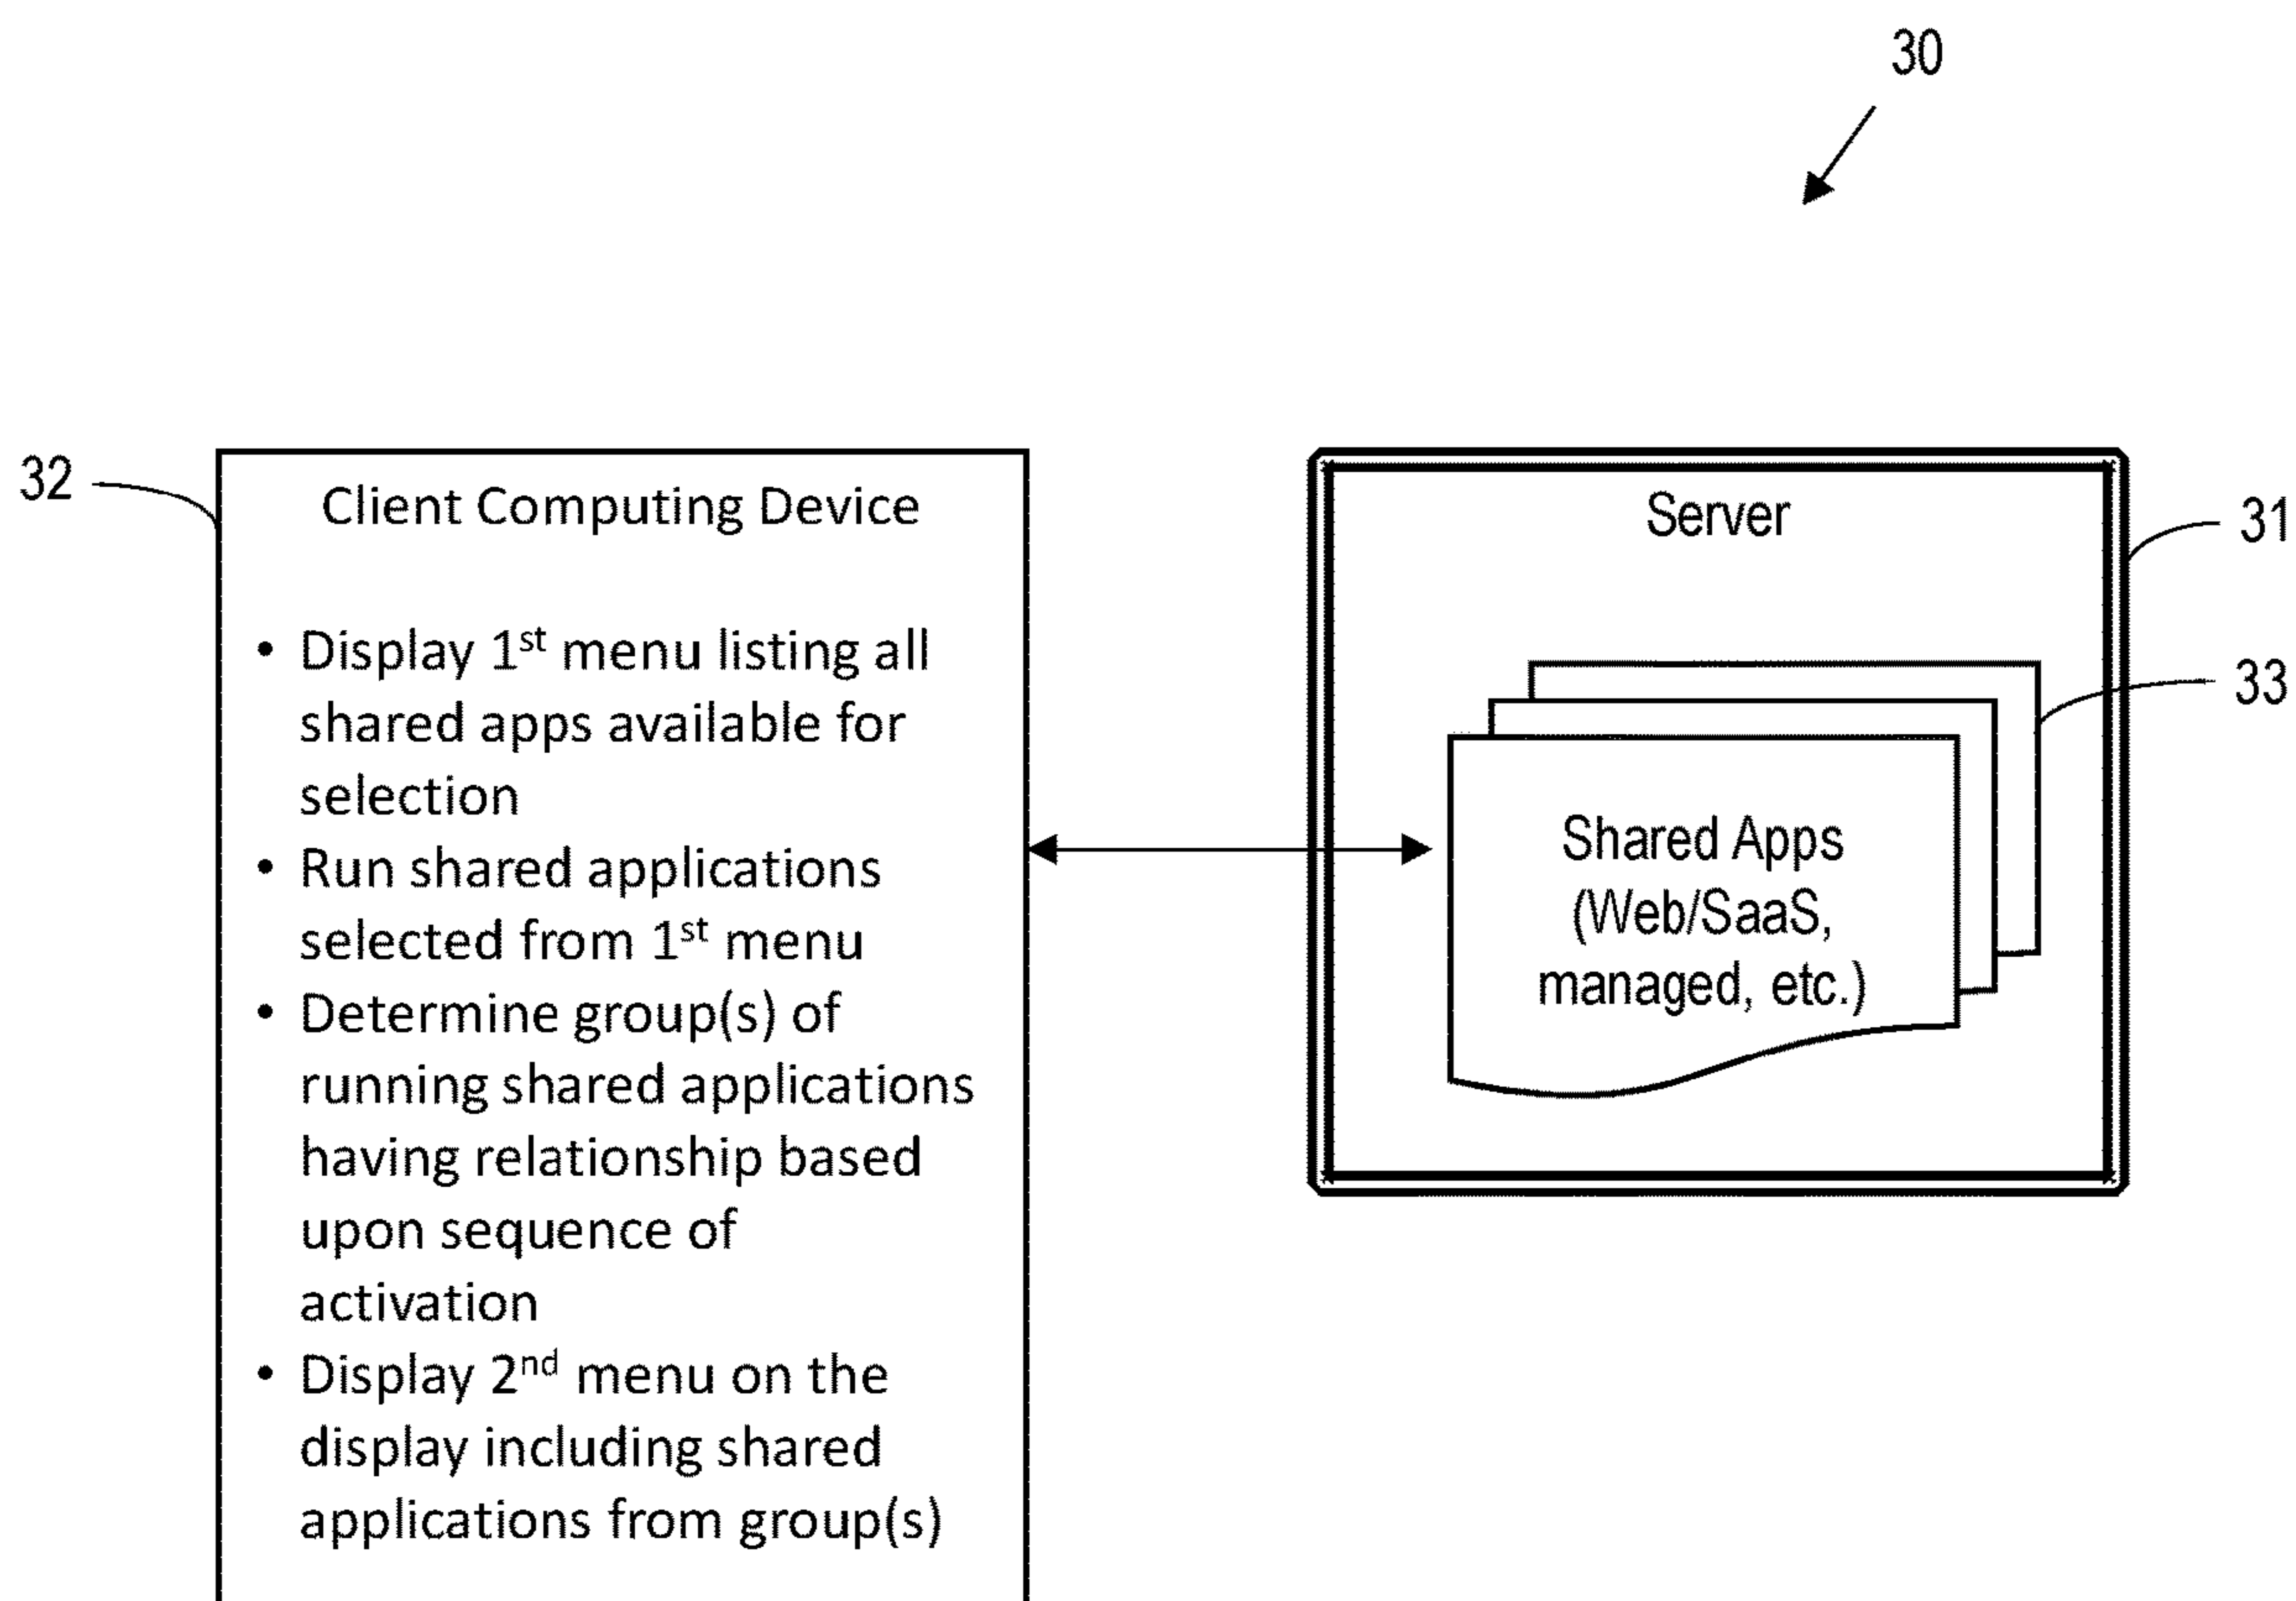 30
32
Client Computing Device
• Display 1st menu listing all
shared apps available for
selection
• Run shared applications
selected from 1st menu
• Determine group(s) of
running shared applications
having relationship based
upon sequence of
activation
• Display 2nd menu on the
display including shared
applications from group(s)
Server
31
33
Shared Apps
(Web/SaaS,
managed, etc.)